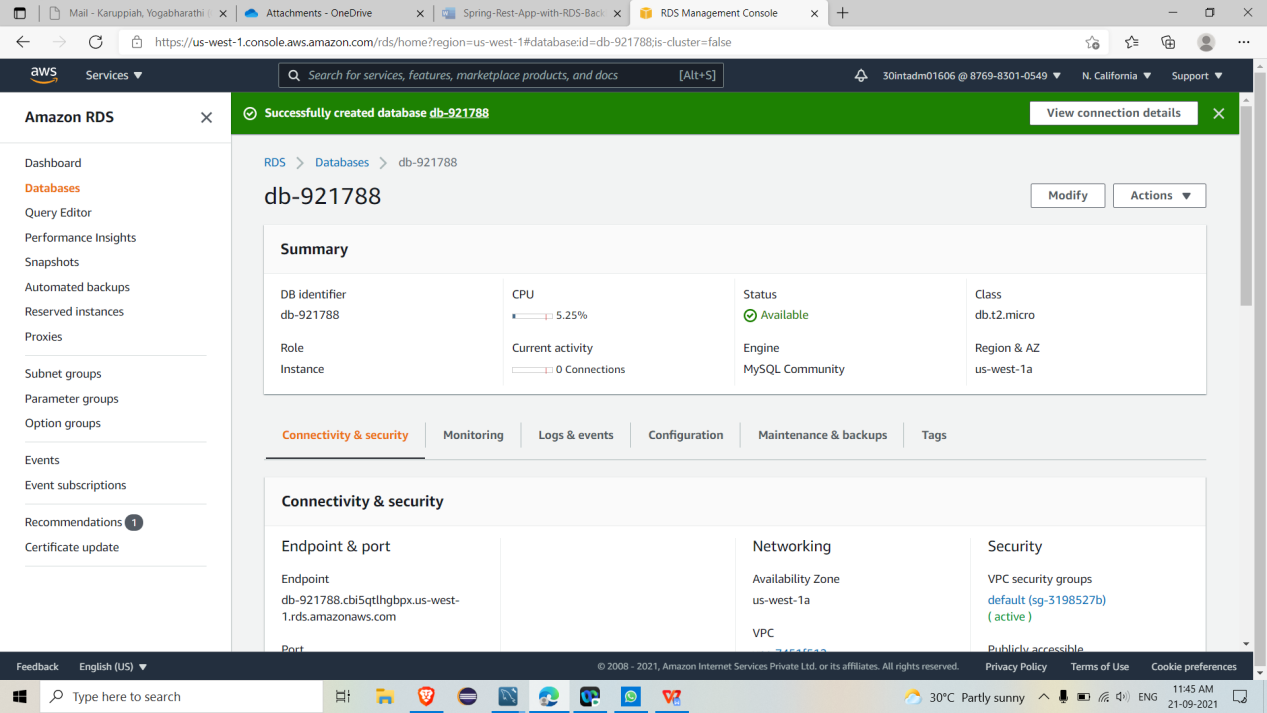 Mail - Karuppiah, Yogabharathi
Attachments - OneDrive
Spring-Rest-App-with-RDS-Back
RDS Management Console
https://us-west-1.console.aws.amazon.com/rds/home?region=us-west-1#database:id=db-921788;is-cluster=false
aws
Services
Search for services, features, marketplace products, and docs
[Alt+S]
30intadm01606 @ 8769-8301-0549
N. California
Support
Amazon RDS
Dashboard
Databases
Query Editor
Performance Insights
Snapshots
Automated backups
Reserved instances
Proxies
Subnet groups
Parameter groups
Option groups
Events
Event subscriptions
Recommendations 1
Certificate update
Successfully created database db-921788
View connection details
RDS > Databases > db-921788
db-921788
Modify
Actions
Summary
DB identifier
db-921788
CPU
5.25%
Status
Available
Class
db.t2.micro
Role
Instance
Current activity
0 Connections
Engine
MySQL Community
Region & AZ
us-west-1a
Connectivity & security
Monitoring
Logs & events
Configuration
Maintenance & backups
Tags
Connectivity & security
Endpoint & port
Endpoint
db-921788.cbi5qtlhgbpx.us-west-
1.rds.amazonaws.com
Port
Networking
Availability Zone
us-west-1a
VPC
Security
VPC security groups
default (sg-3198527b)
( active )
Publicly accessible
Feedback
English (US)
© 2008 - 2021, Amazon Internet Services Private Ltd. or its affiliates. All rights reserved.
Privacy Policy
Terms of Use
Cookie preferences
Type here to search
30°C Partly sunny
ENG
11:45 AM
21-09-2021